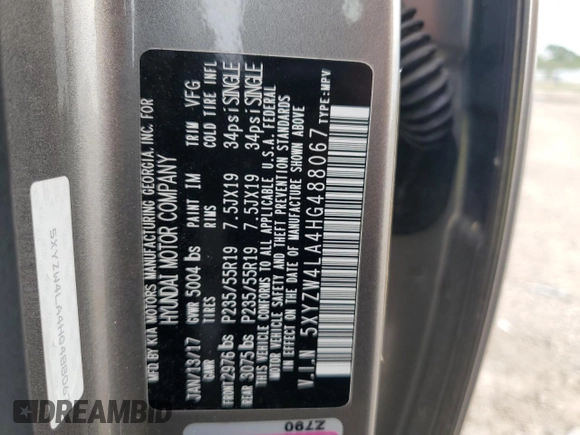 MFG. BY KIA MOTORS MANUFACTURING GEORGIA, INC. FOR
HYUNDAI MOTOR COMPANY
JAN/13/17 GVWR 5004 lbs PAINT IM TRIM VFG
GAWR TIRES RIMS COLD TIRE INFL
FRONT 2976 lbs P235/55R19 7.5JX19 34psi SINGLE
REAR 3075 lbs P235/55R19 7.5JX19 34psi SINGLE
THIS VEHICLE CONFORMS TO ALL APPLICABLE U.S.A. FEDERAL
MOTOR VEHICLE SAFETY AND THEFT PREVENTION STANDARDS
IN EFFECT ON THE DATE OF MANUFACTURE SHOWN ABOVE
V.I.N 5XYZW4LA4HG488067 TYPE:MPV
5XYZW4LA4HG48806
Z790
DREAMBID